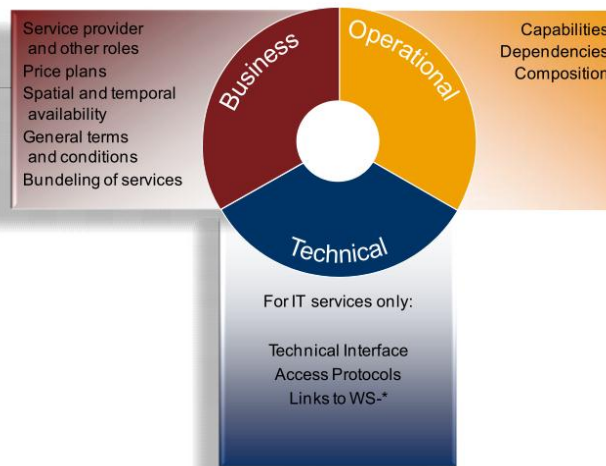 Service provider
and other roles
Price plans
Spatial and temporal
availability
General terms
and conditions
Bundeling of services
Business
Operational
Capabilities
Dependencies
Composition
Technical
For IT services only:
Technical Interface
Access Protocols
Links to WS-*